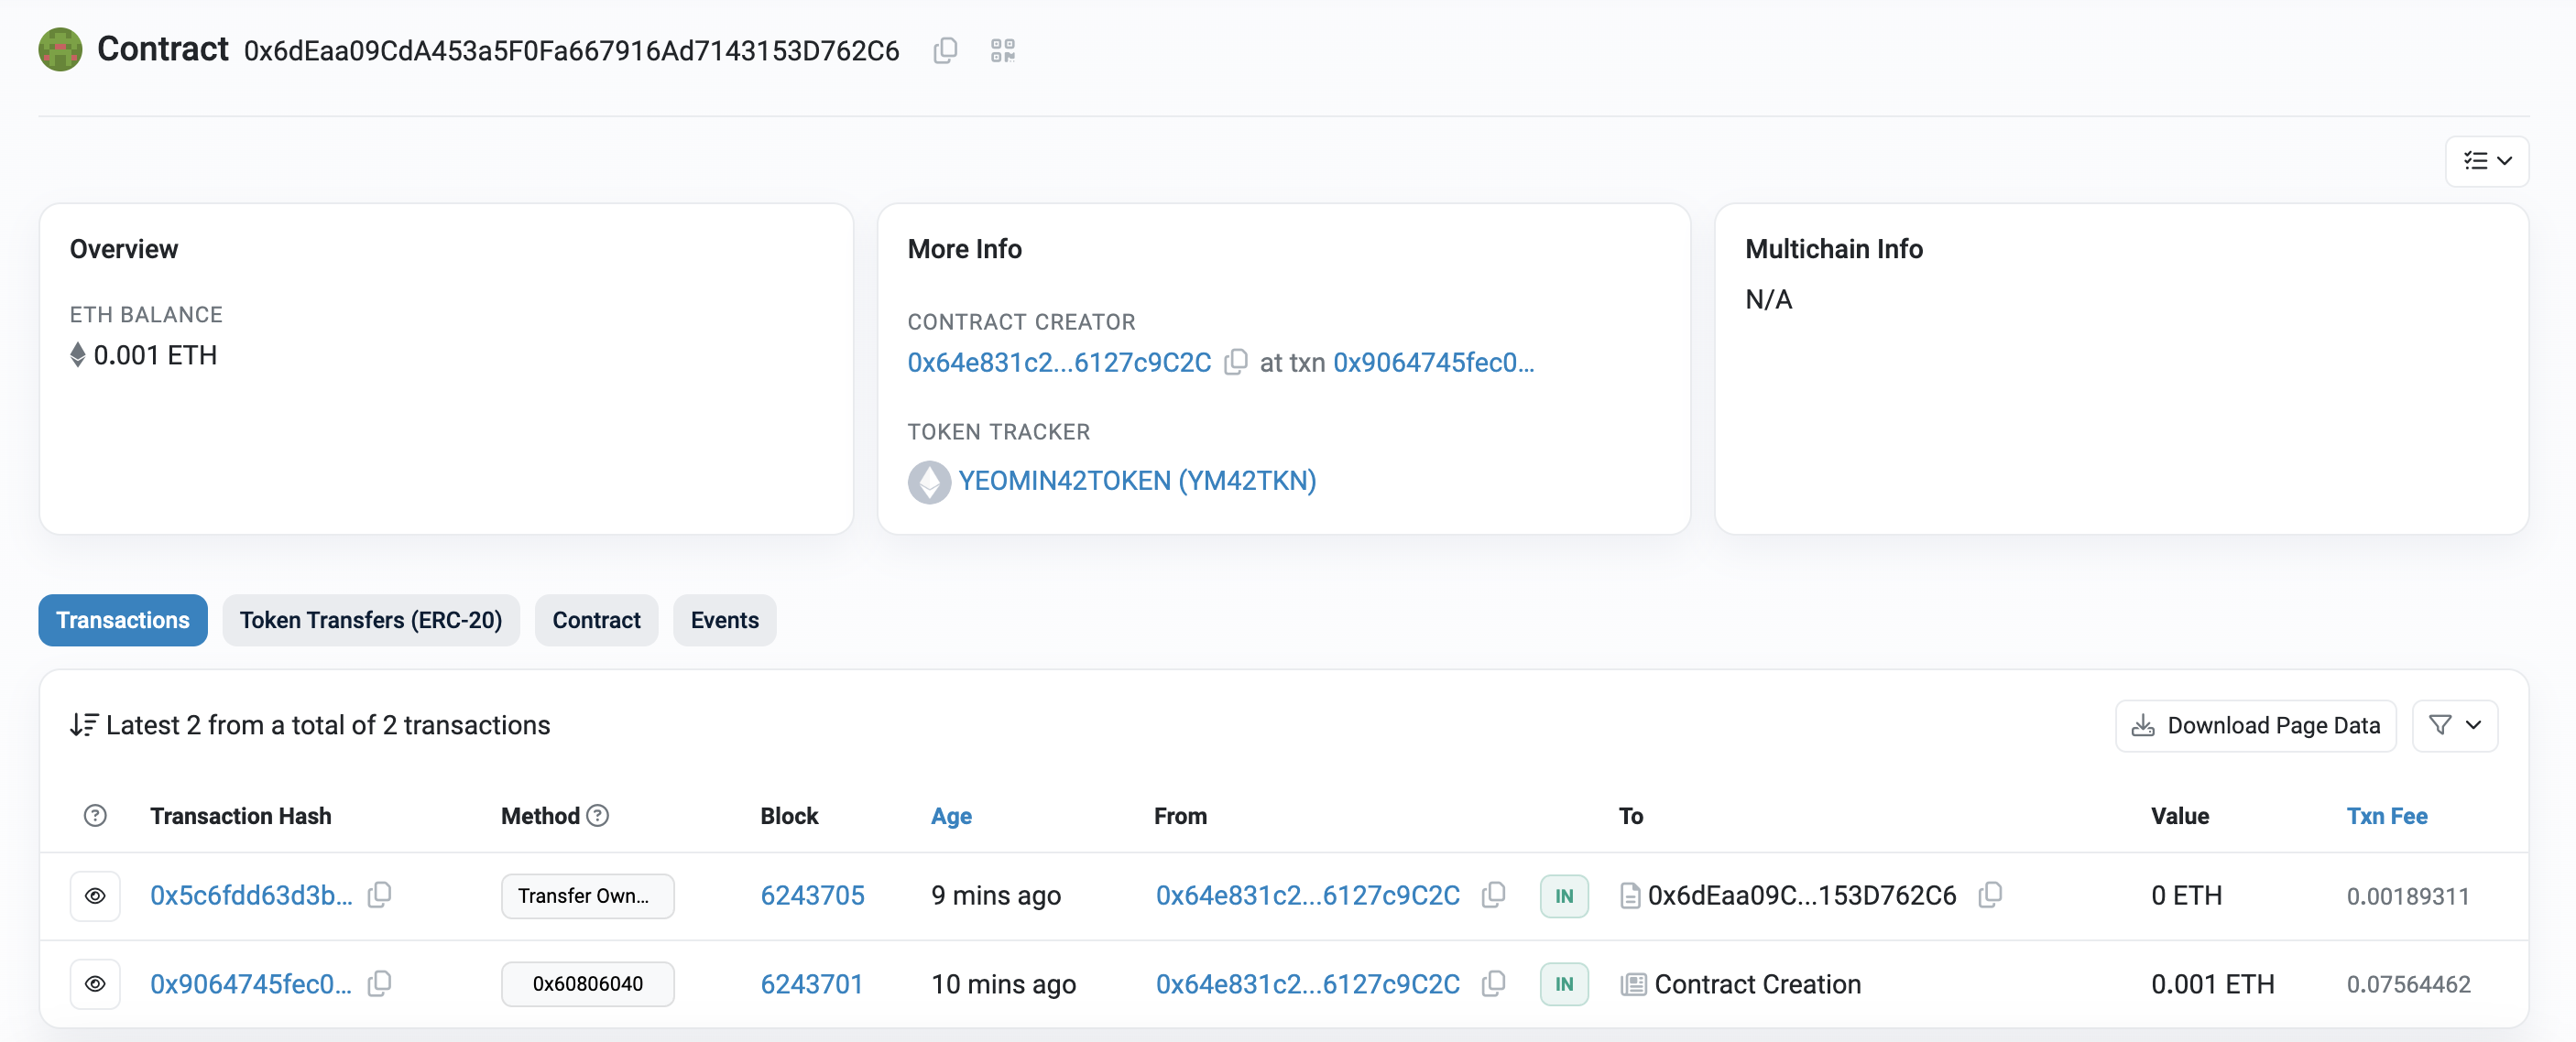 Contract 0x6dEaa09CdA453a5F0Fa667916Ad7143153D762C6
Overview
ETH BALANCE
0.001 ETH
More Info
CONTRACT CREATOR
0x64e831c2...6127c9C2C at txn 0x9064745fec0...
TOKEN TRACKER
YEOMIN42TOKEN (YM42TKN)
Multichain Info
N/A
Transactions Token Transfers (ERC-20) Contract Events
Latest 2 from a total of 2 transactions
Download Page Data
Transaction Hash Method Block Age From To Value Txn Fee
0x5c6fdd63d3b... Transfer Own... 6243705 9 mins ago 0x64e831c2...6127c9C2C IN 0x6dEaa09C...153D762C6 0 ETH 0.00189311
0x9064745fec0... 0x60806040 6243701 10 mins ago 0x64e831c2...6127c9C2C IN Contract Creation 0.001 ETH 0.07564462